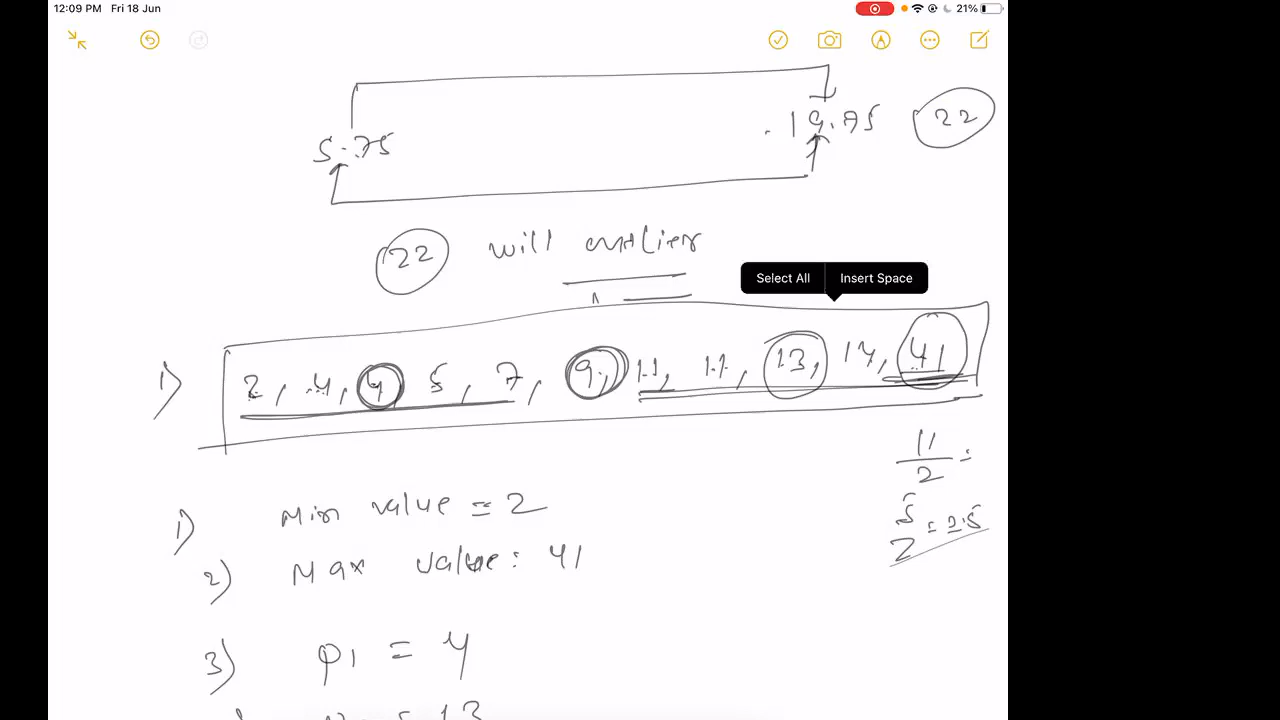 12:09 PM Fri 18 Jun 21%
5.75 19.75 22
22 will outlier
Select All Insert Space
1) 2, 4, 4, 5, 7, 9, 11, 11, 13, 14, 41
11/2 =
1) Min value = 2
5/2 = 2.5
2) Max value: 41
3) = 4
= 13